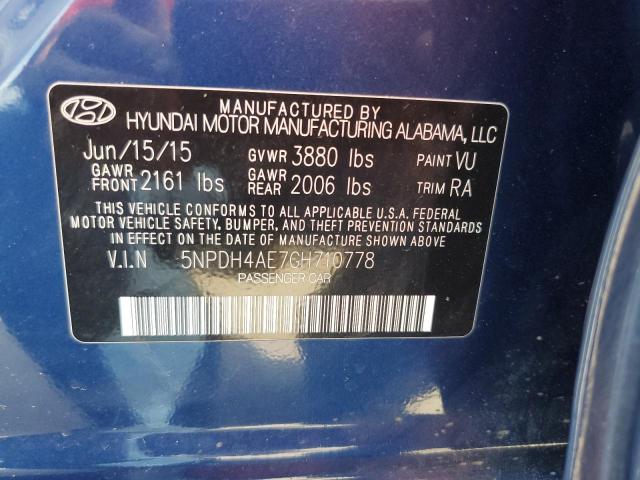 MANUFACTURED BY
HYUNDAI MOTOR MANUFACTURING ALABAMA, LLC
Jun/15/15 GVWR 3880 lbs PAINT VU
GAWR FRONT 2161 lbs GAWR REAR 2006 lbs TRIM RA
THIS VEHICLE CONFORMS TO ALL APPLICABLE U.S.A. FEDERAL
MOTOR VEHICLE SAFETY, BUMPER, AND THEFT PREVENTION STANDARDS
IN EFFECT ON THE DATE OF MANUFACTURE SHOWN ABOVE.
V.I.N 5NPDH4AE7GH710778
PASSENGER CAR